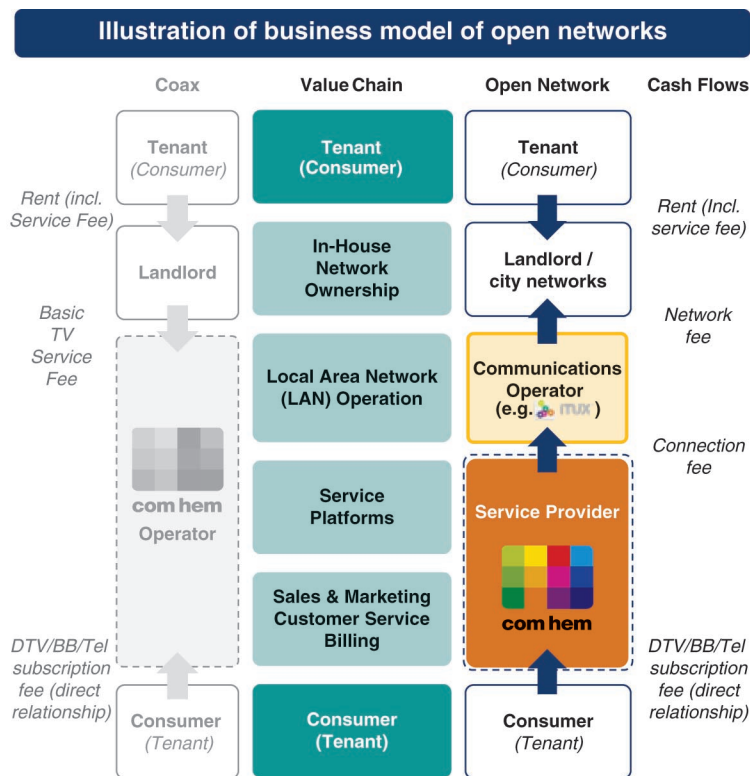 Illustration of business model of open networks
Coax
Value Chain
Open Network
Cash Flows
Tenant
(Consumer)
Tenant
(Consumer)
Tenant
(Consumer)
Rent (incl.
Service Fee)
Rent (Incl.
service fee)
Landlord
In-House
Network
Ownership
Landlord /
city networks
Basic
TV
Service
Fee
Network
fee
Local Area Network
(LAN) Operation
Communications
Operator
(e.g. itux )
Connection
fee
com hem
Operator
Service
Platforms
Service Provider
com hem
Sales & Marketing
Customer Service
Billing
DTV/BB/Tel
subscription
fee (direct
relationship)
DTV/BB/Tel
subscription
fee (direct
relationship)
Consumer
(Tenant)
Consumer
(Tenant)
Consumer
(Tenant)